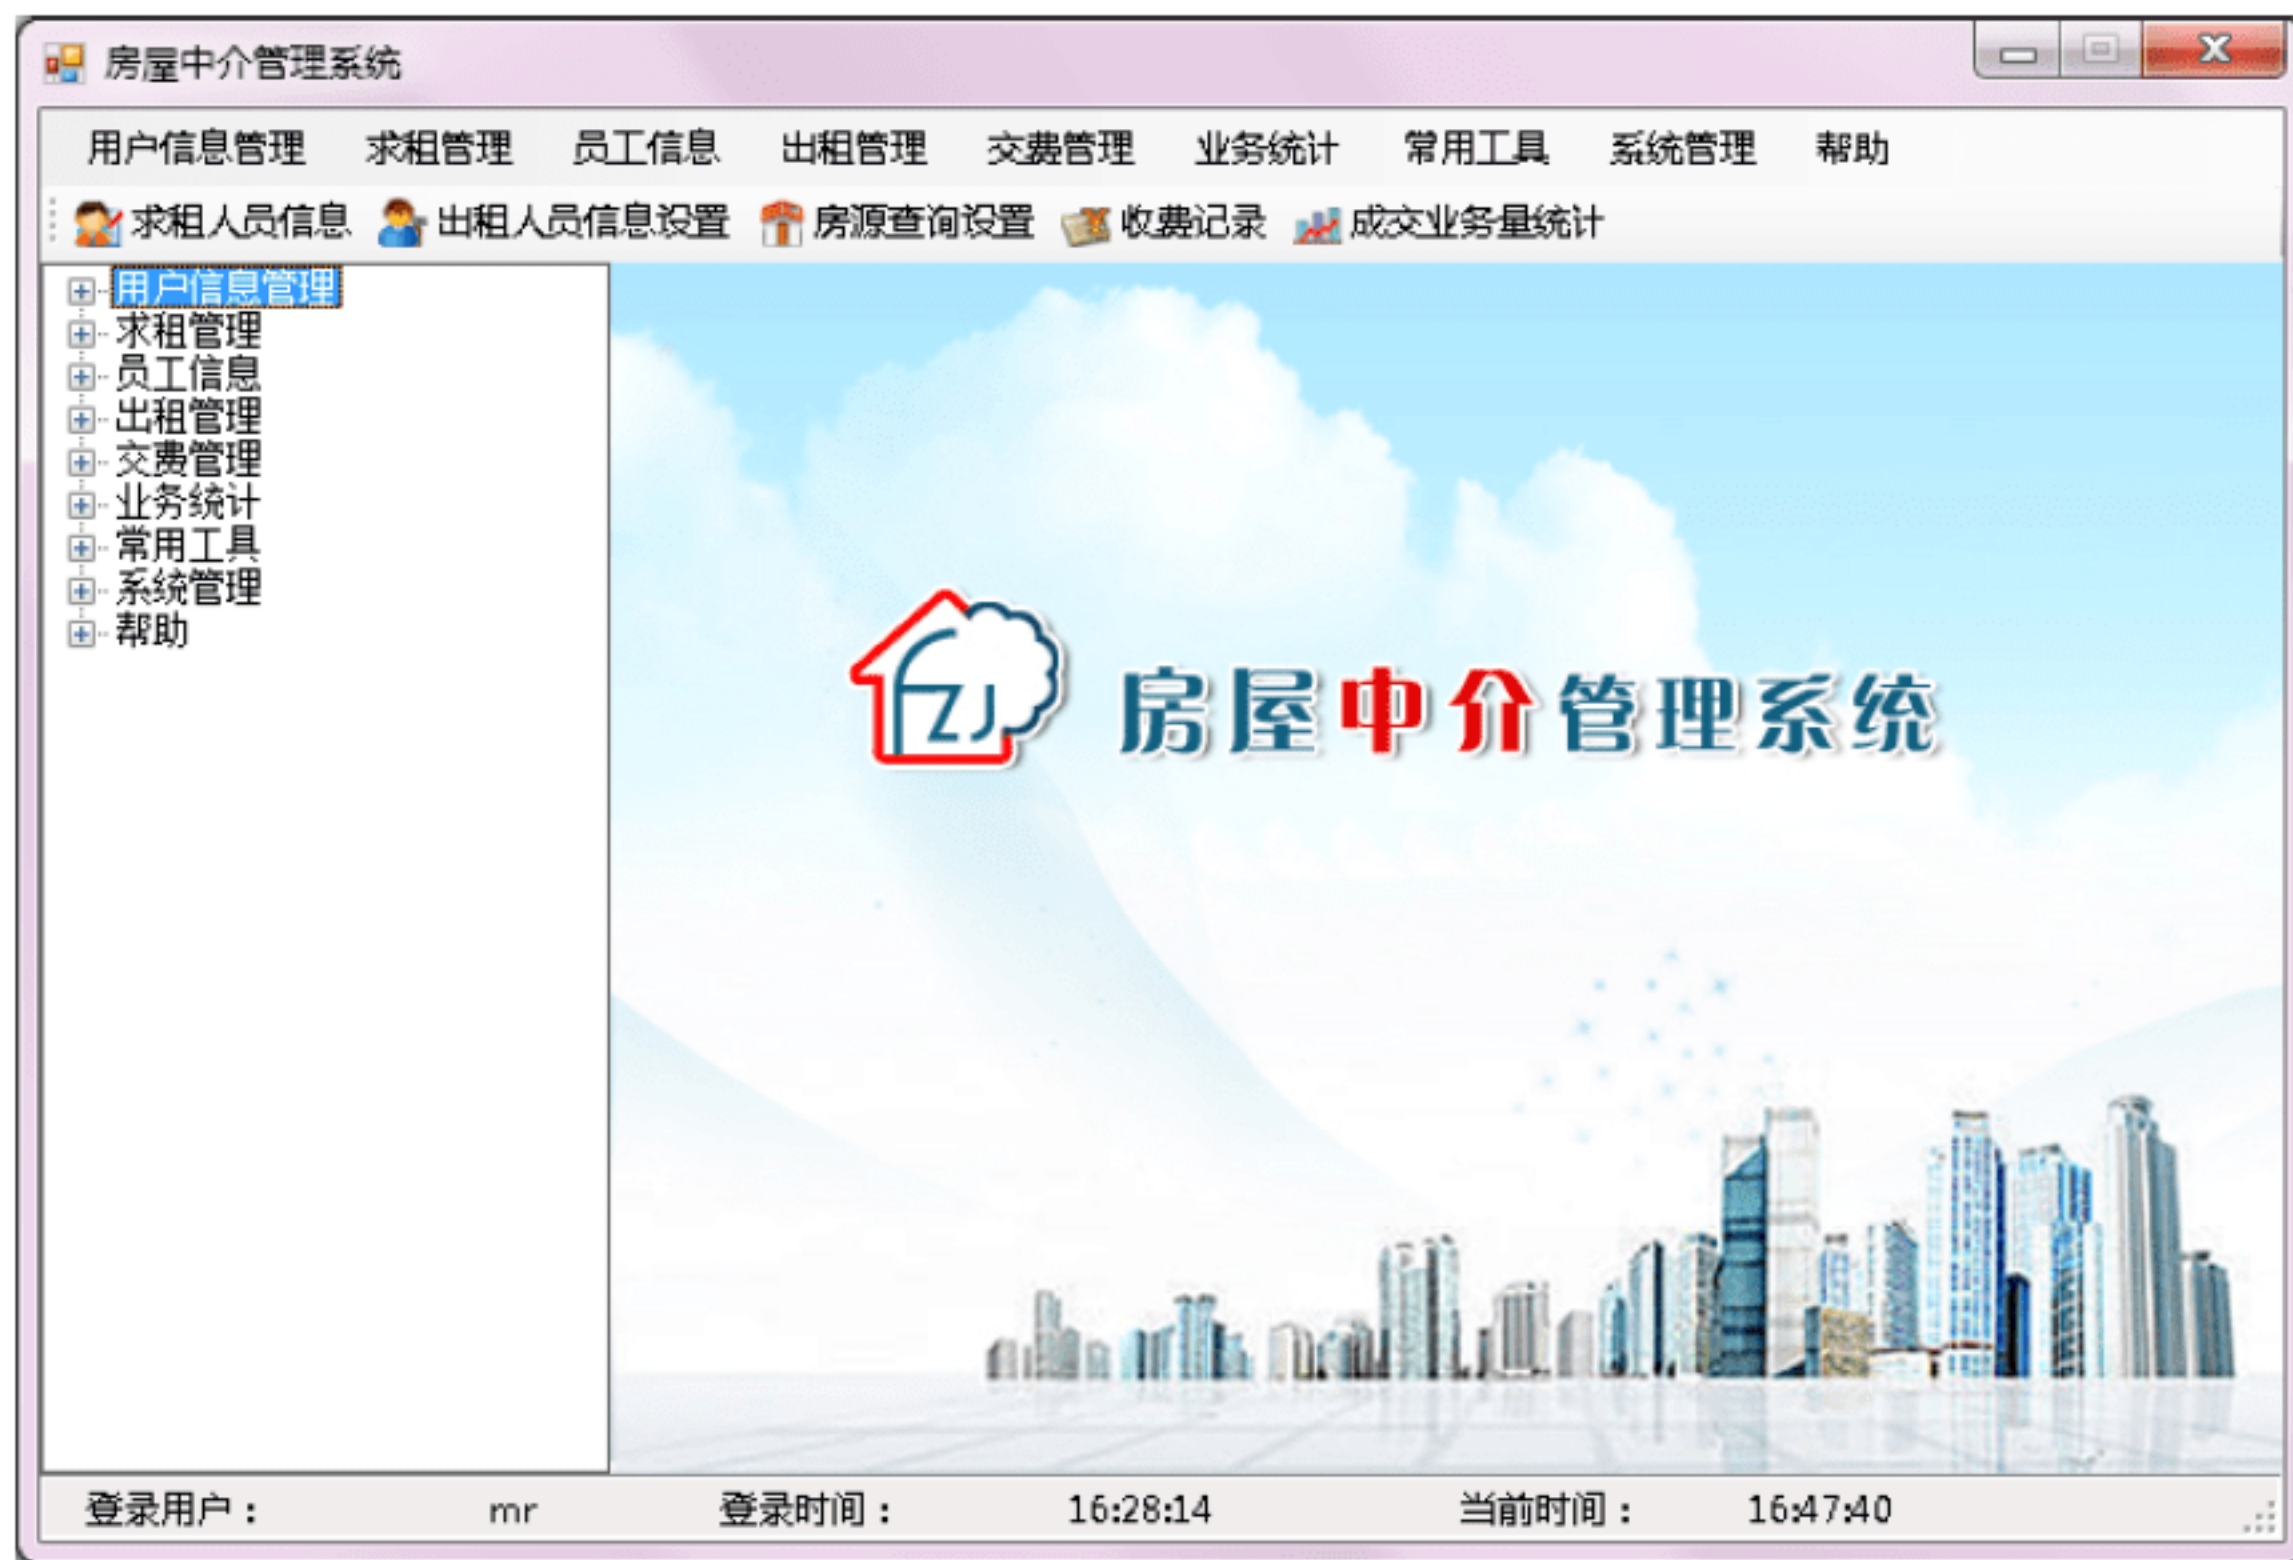 房屋中介管理系统
用户信息管理 求租管理 员工信息 出租管理 交费管理 业务统计 常用工具 系统管理 帮助
求租人员信息 出租人员信息设置 房源查询设置 收费记录 成交业务量统计
用户信息管理
求租管理
员工信息
出租管理
交费管理
业务统计
常用工具
系统管理
帮助
FZJ
房屋中介管理系统
登录用户： mr 登录时间： 16:28:14 当前时间： 16:47:40